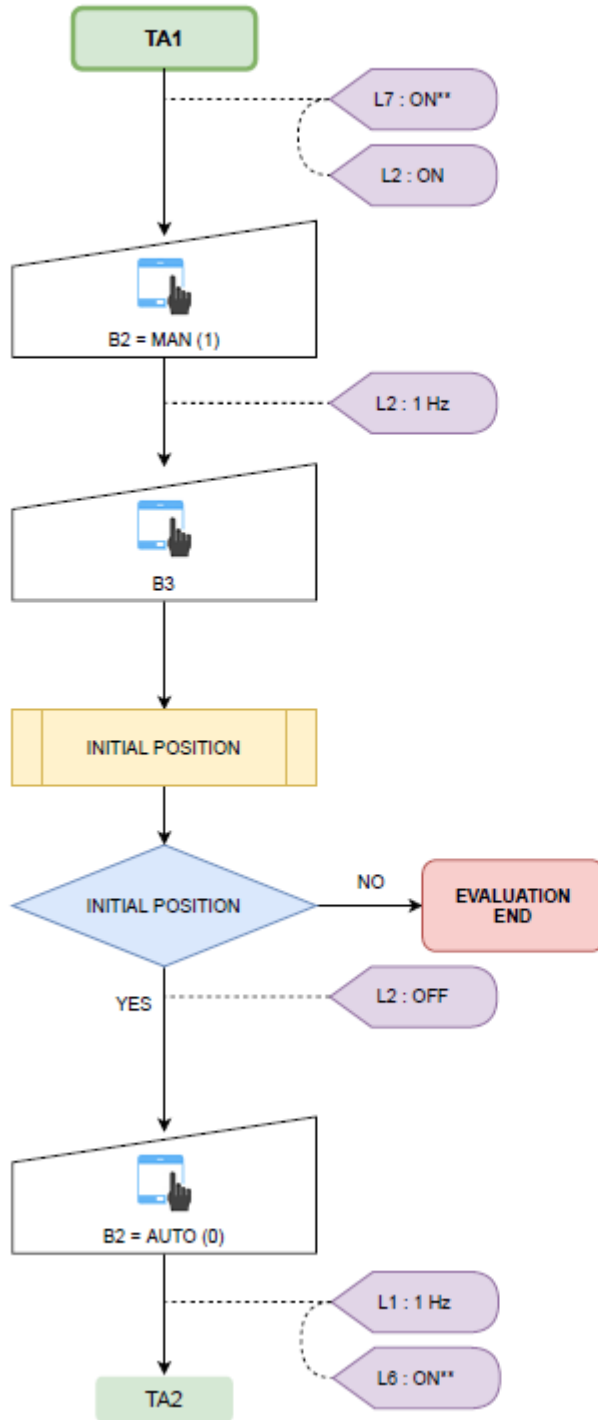 TA1
L7 : ON**
L2 : ON
B2 = MAN (1)
L2 : 1 Hz
B3
INITIAL POSITION
INITIAL POSITION
NO
EVALUATION
END
YES
L2 : OFF
B2 = AUTO (0)
L1 : 1 Hz
L6 : ON**
TA2